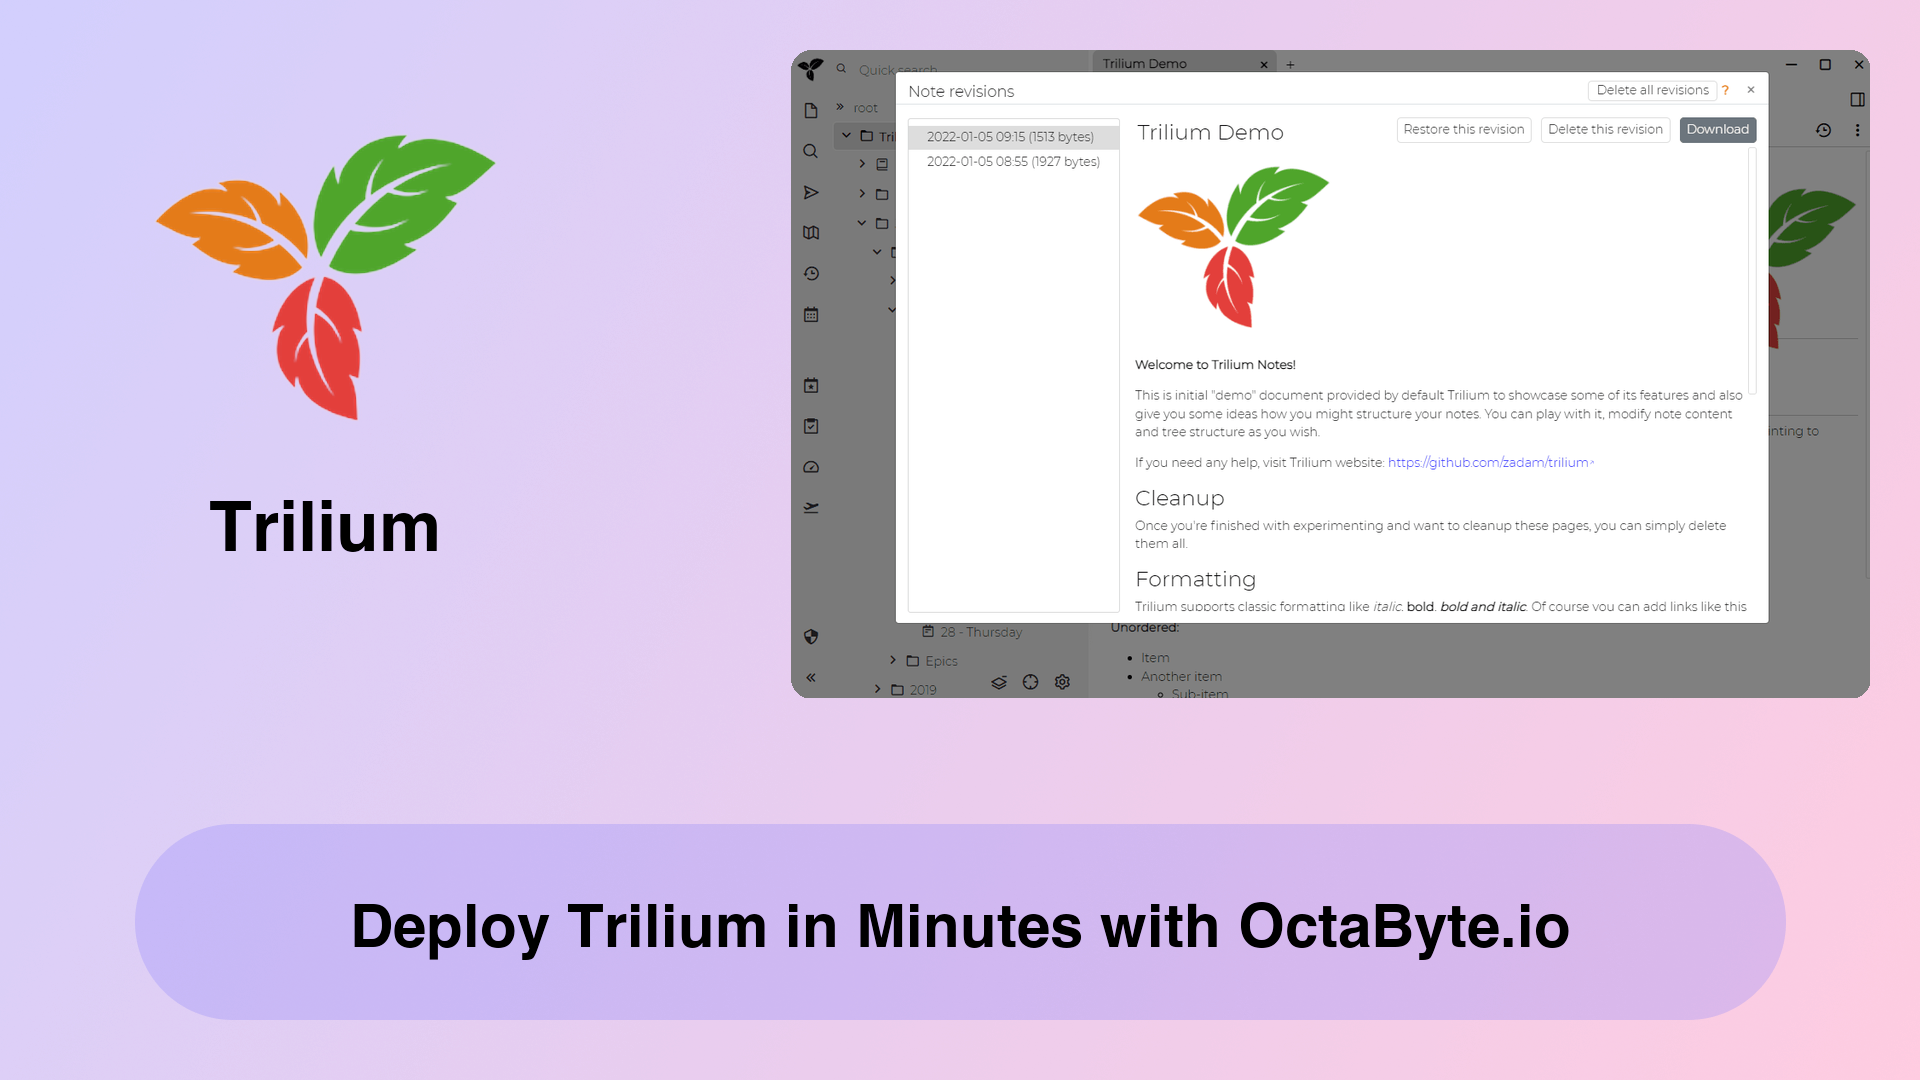 Trilium
Quick search
Trilium Demo
root
Tri
Note revisions
Delete all revisions ? ×
2022-01-05 09:15 (1513 bytes)
2022-01-05 08:55 (1927 bytes)
Trilium Demo
Restore this revision
Delete this revision
Download
Welcome to Trilium Notes!
This is initial "demo" document provided by default Trilium to showcase some of its features and also
give you some ideas how you might structure your notes. You can play with it, modify note content
and tree structure as you wish.
If you need any help, visit Trilium website: https://github.com/zadam/trilium
Cleanup
Once you're finished with experimenting and want to cleanup these pages, you can simply delete
them all.
Formatting
Trilium supports classic formatting like italic, bold, bold and italic. Of course you can add links like this
inting to
28 - Thursday
Epics
2019
Unordered:
Item
Another item
Sub-item
Deploy Trilium in Minutes with OctaByte.io